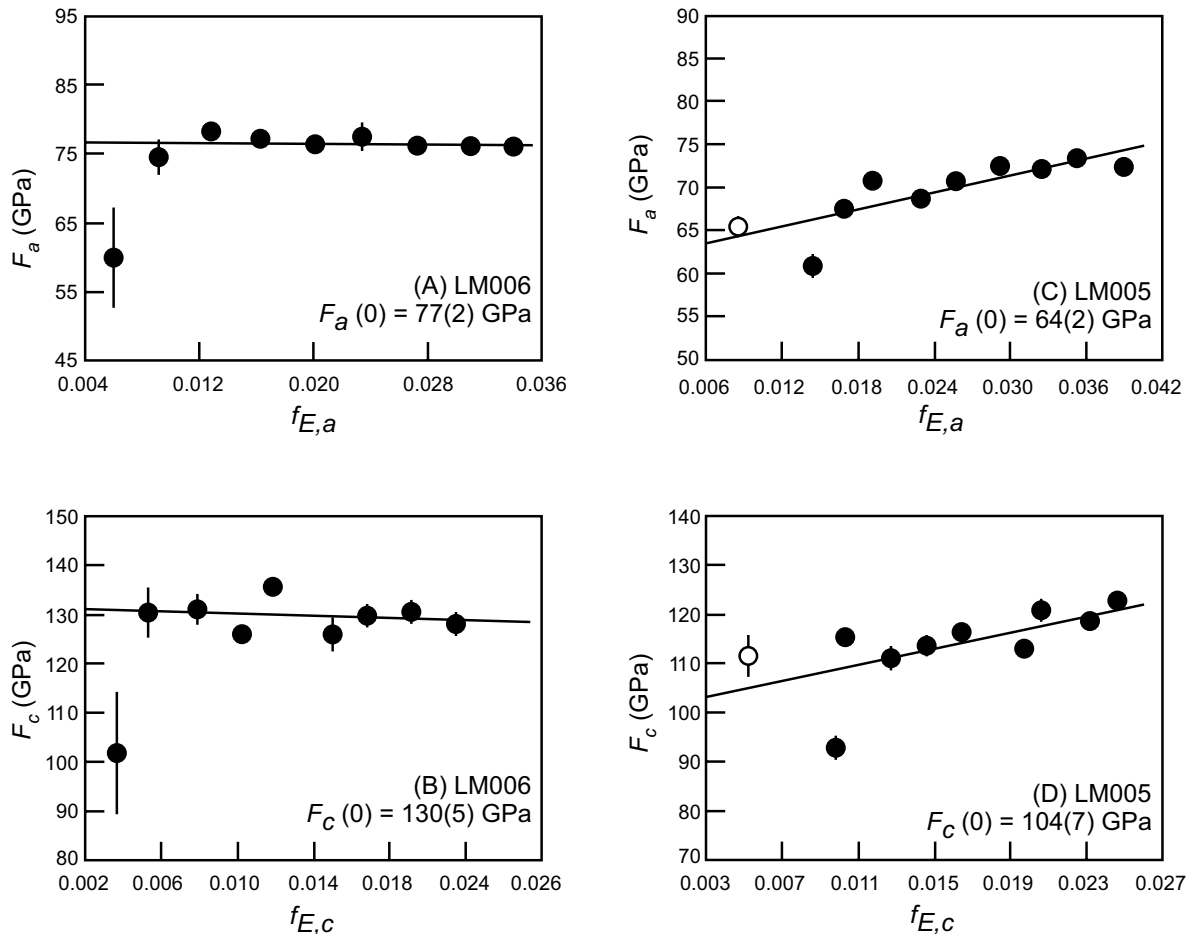 95
85
75
65
55
45
F_a (GPa)
(A) LM006
F_a (0) = 77(2) GPa
0.004 0.012 0.020 0.028 0.036
f_E,a
90
85
80
75
70
65
60
55
50
F_a (GPa)
(C) LM005
F_a (0) = 64(2) GPa
0.006 0.012 0.018 0.024 0.030 0.036 0.042
f_E,a
150
140
130
120
110
100
90
80
F_c (GPa)
(B) LM006
F_c (0) = 130(5) GPa
0.002 0.006 0.010 0.014 0.018 0.024 0.026
f_E,c
140
130
120
110
100
90
80
70
F_c (GPa)
(D) LM005
F_c (0) = 104(7) GPa
0.003 0.007 0.011 0.015 0.019 0.023 0.027
f_E,c